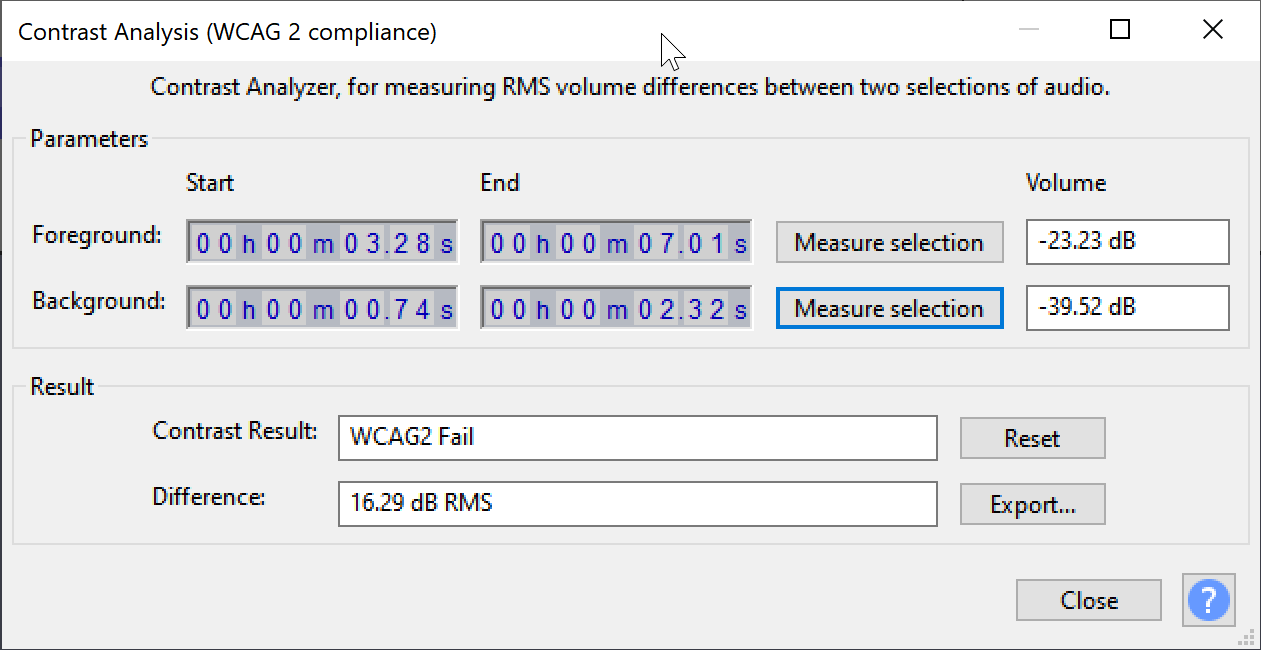 Contrast Analysis (WCAG 2 compliance)
Contrast Analyzer, for measuring RMS volume differences between two selections of audio.
Parameters
Start End Volume
Foreground: 00h00m03.28s 00h00m07.01s Measure selection -23.23 dB
Background: 00h00m00.74s 00h00m02.32s Measure selection -39.52 dB
Result
Contrast Result: WCAG2 Fail Reset
Difference: 16.29 dB RMS Export...
Close ?